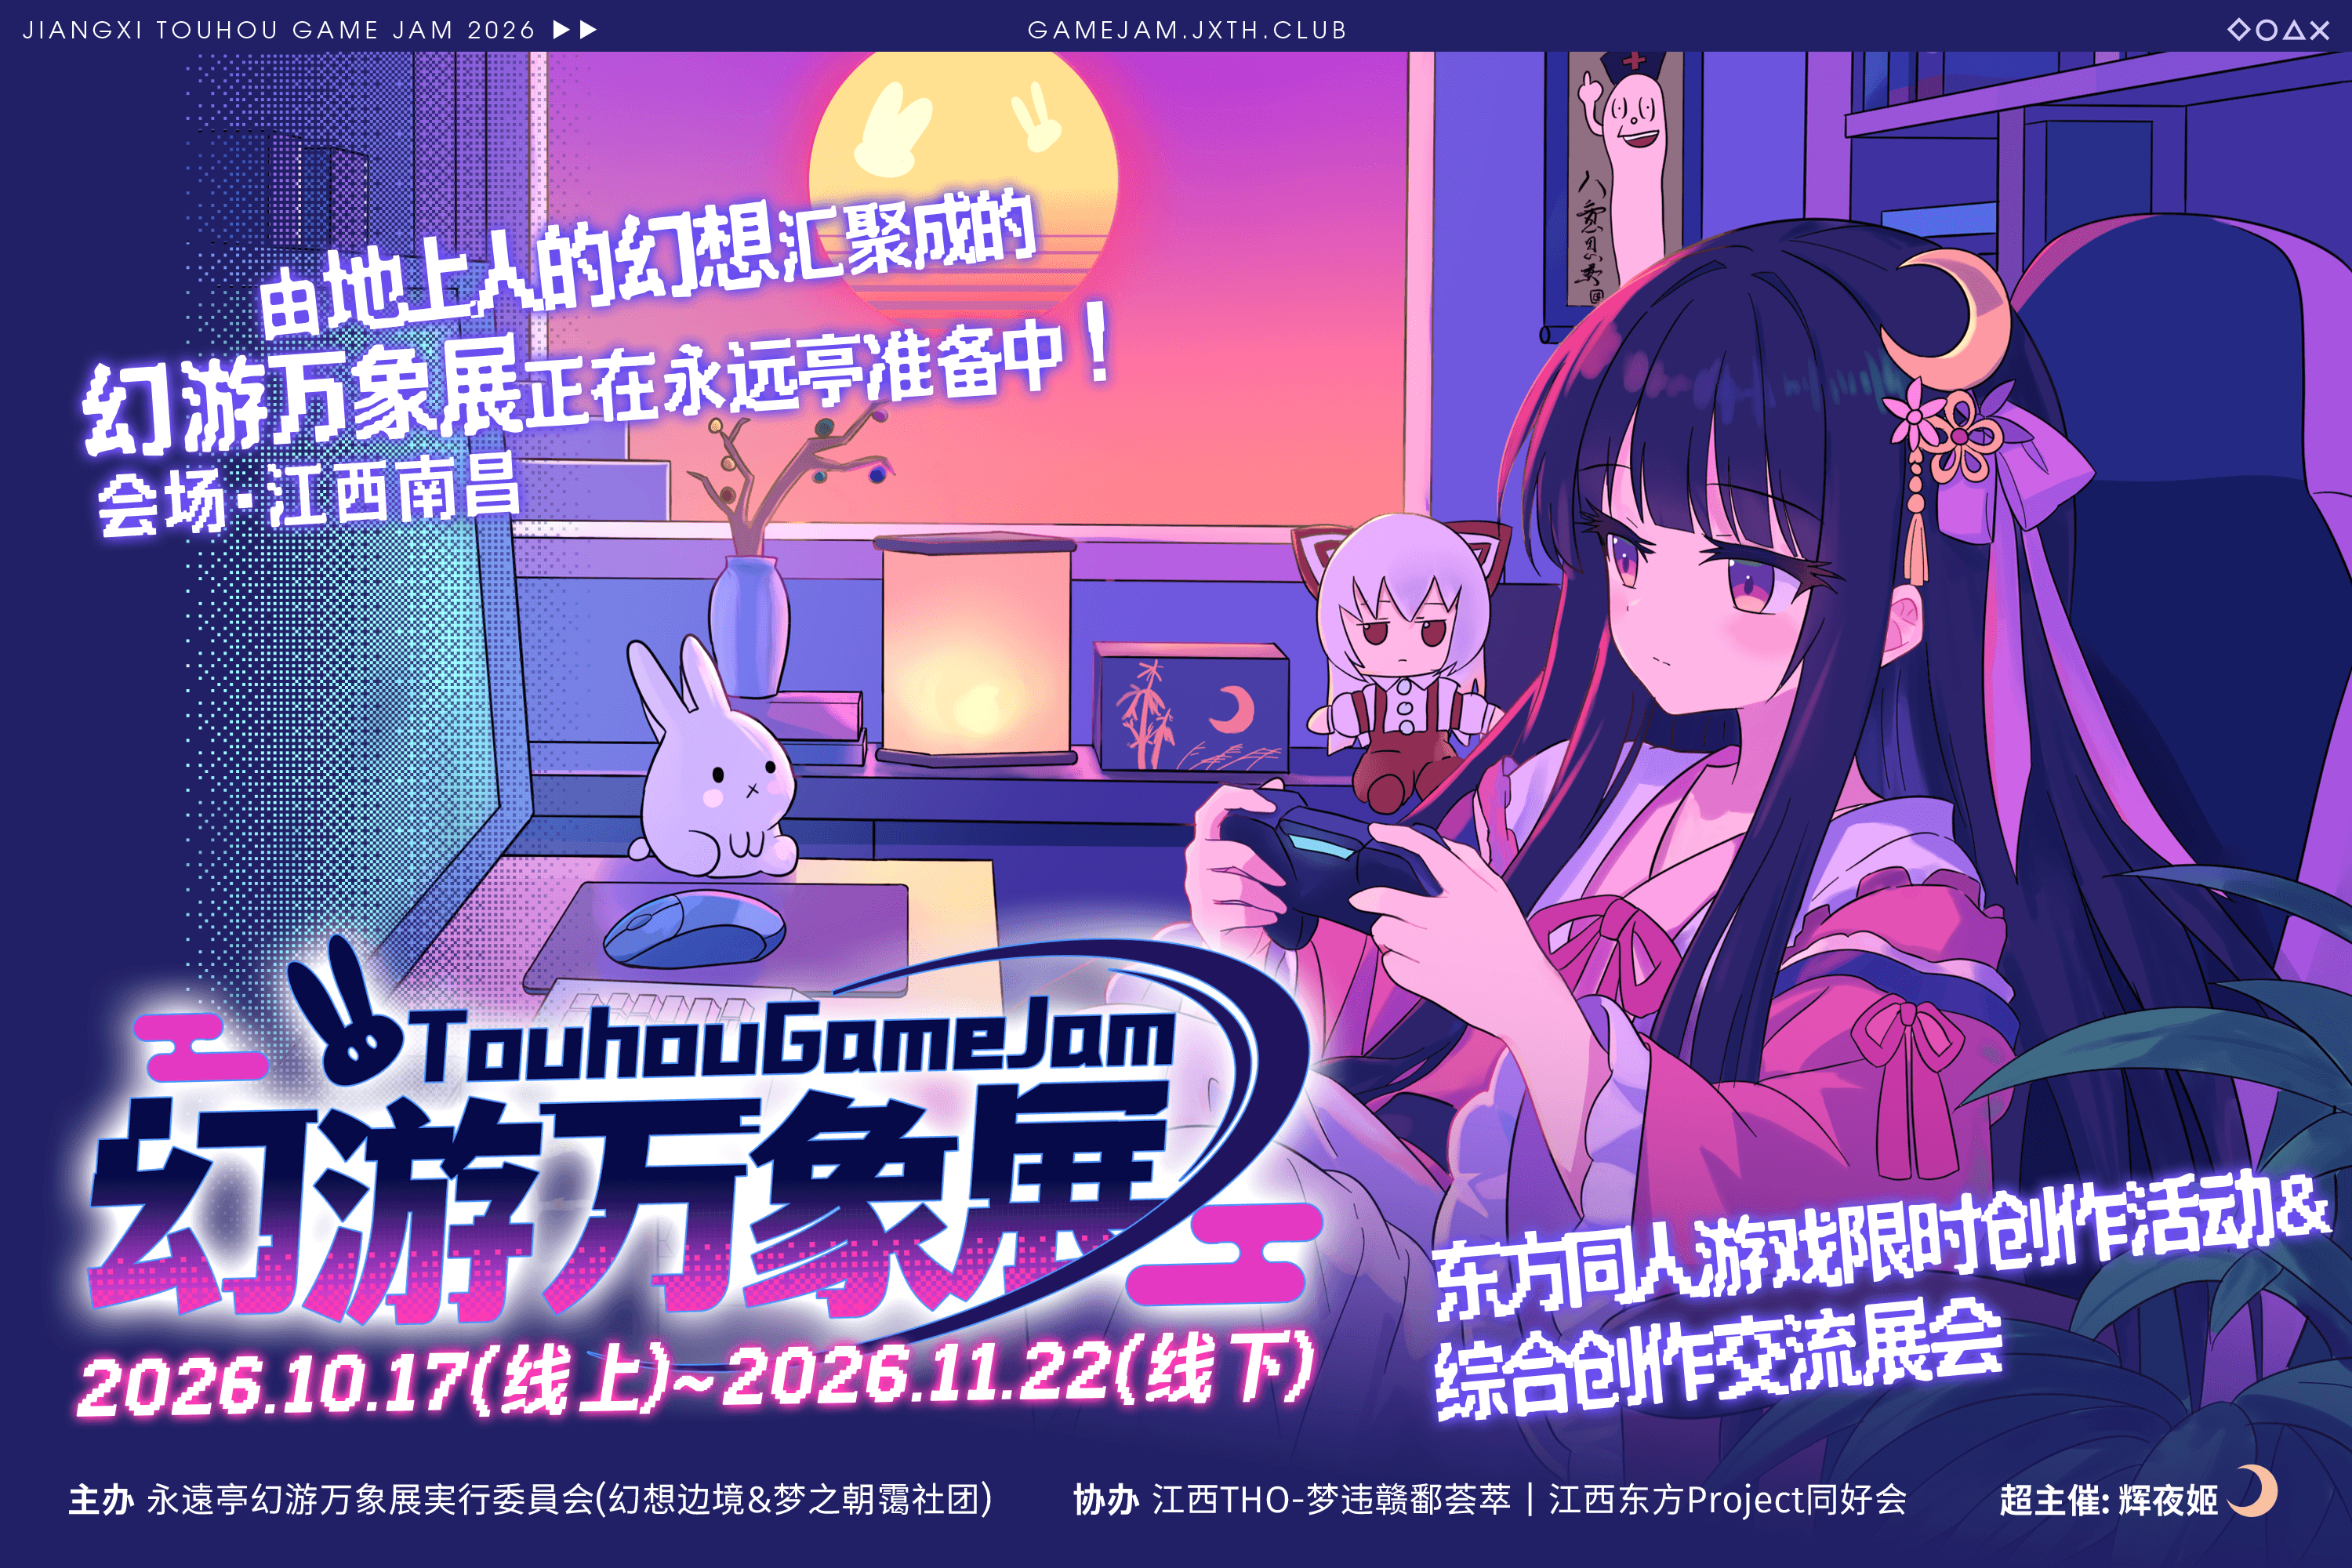 JIANGXI TOUHOU GAME JAM 2026
GAMEJAM.JXTH.CLUB
由地上人的幻想汇聚成的
幻游万象展正在永远亭准备中！
会场·江西南昌
TouhouGameJam
幻游万象展
2026.10.17(线上)~2026.11.22(线下)
东方同人游戏限时创作活动&
综合创作交流展会
主办 永遠亭幻游万象展実行委員会(幻想边境&梦之朝霭社团)
协办 江西THO-梦违赣鄱荟萃｜江西东方Project同好会
超主催: 辉夜姬